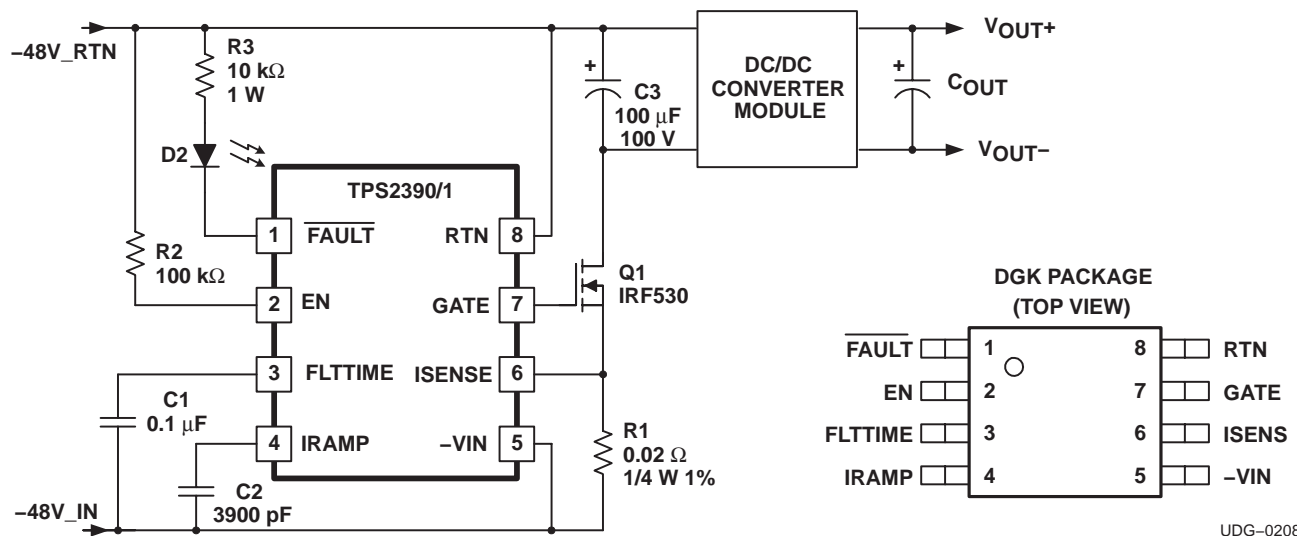 –48V_RTN
R3
10 kΩ
1 W
D2
R2
100 kΩ
C1
0.1 μF
C2
3900 pF
–48V_IN
TPS2390/1
1 FAULT
2 EN
3 FLTTIME
4 IRAMP
RTN 8
GATE 7
ISENSE 6
–VIN 5
+
C3
100 μF
100 V
Q1
IRF530
R1
0.02 Ω
1/4 W 1%
DC/DC
CONVERTER
MODULE
VOUT+
+
COUT
VOUT–
DGK PACKAGE
(TOP VIEW)
FAULT 1 8 RTN
EN 2 7 GATE
FLTTIME 3 6 ISENS
IRAMP 4 5 –VIN
UDG–0208